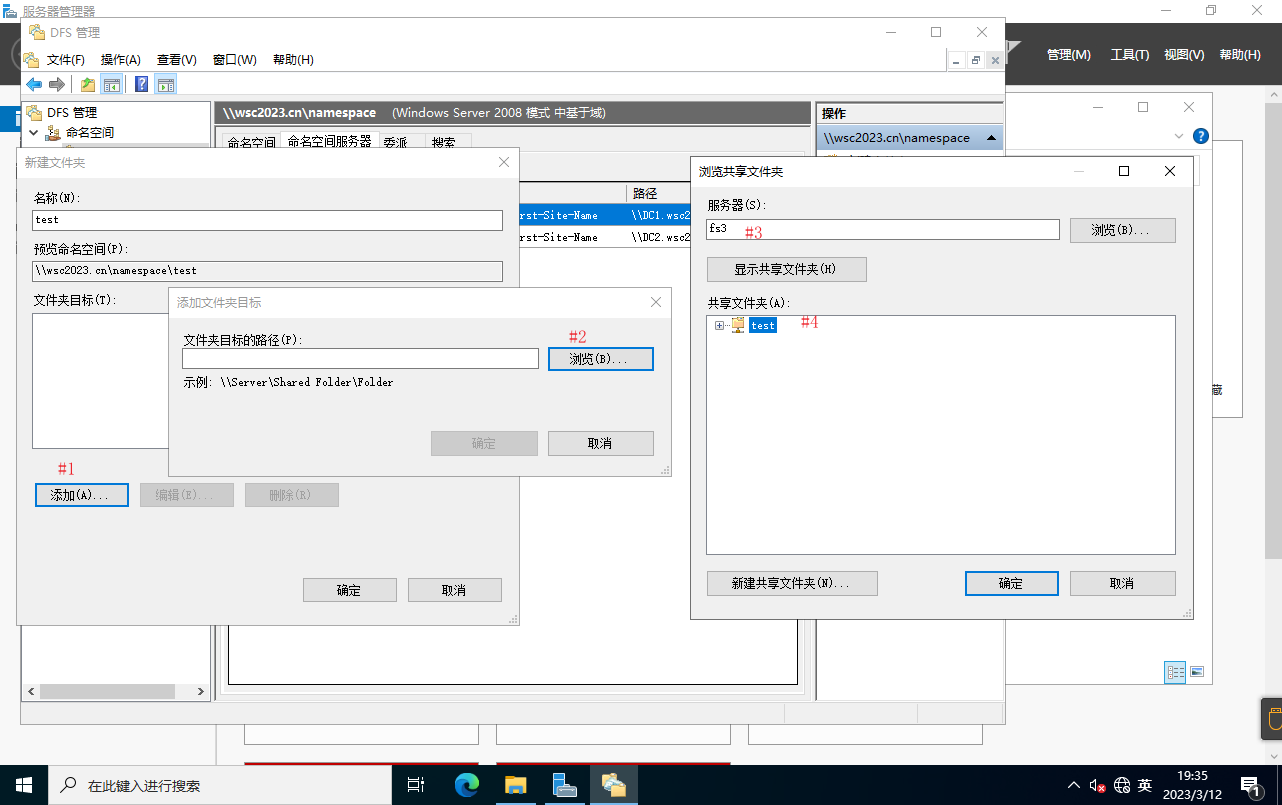 服务器管理器
DFS 管理
文件(F) 操作(A) 查看(V) 窗口(W) 帮助(H)
管理(M) 工具(T) 视图(V) 帮助(H)
DFS 管理
命名空间
\\wsc2023.cn\namespace (Windows Server 2008 模式 中基于域)
命名空间 命名空间服务器 委派 搜索
操作
\\wsc2023.cn\namespace
路径
rst-Site-Name \\DC1.wsc2
rst-Site-Name \\DC2.wsc2
新建文件夹
名称(N):
test
预览命名空间(P):
\\wsc2023.cn\namespace\test
文件夹目标(T):
#1
添加(A)... 编辑(E)... 删除(R)
确定 取消
添加文件夹目标
文件夹目标的路径(P):
#2
浏览(B)...
示例: \\Server\Shared Folder\Folder
确定 取消
浏览共享文件夹
服务器(S):
fs3 #3
浏览(B)...
显示共享文件夹(H)
共享文件夹(A):
test #4
新建共享文件夹(N)... 确定 取消
藏
在此键入进行搜索
英
19:35
2023/3/12
1